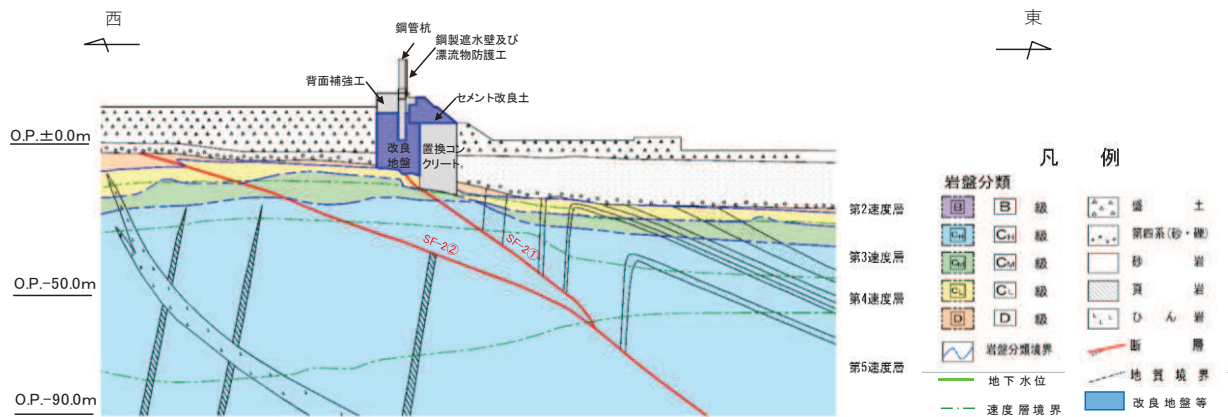 西
東
鋼管杭
鋼製遮水壁及び
漂流物防護工
背面補強工
セメント改良土
O.P.±0.0m
改良
地盤
置換コン
クリート
SF-2②
SF-2①
O.P.-50.0m
O.P.-90.0m
第2速度層
第3速度層
第4速度層
第5速度層
凡 例
岩盤分類
B B 級
CH CH 級
CM CM 級
CL CL 級
D D 級
岩盤分類境界
地下水位
速度層境界
盛 土
第四系(砂・礫)
砂 岩
頁 岩
ひ ん 岩
断 層
地質境界
改良地盤等